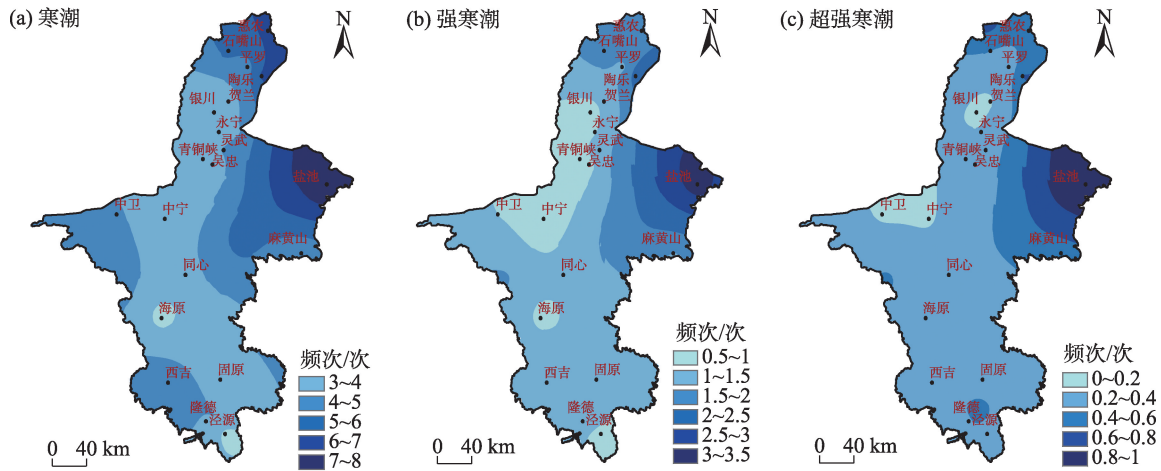 (a) 寒潮
N
惠农
石嘴山
平罗
陶乐
贺兰
银川
永宁
灵武
青铜峡
吴忠
盐池
中卫
中宁
麻黄山
同心
海原
西吉
固原
隆德
泾源
频次/次
3~4
4~5
5~6
6~7
7~8
0 40 km
(b) 强寒潮
N
惠农
石嘴山
平罗
陶乐
贺兰
银川
永宁
灵武
青铜峡
吴忠
盐池
中卫
中宁
麻黄山
同心
海原
西吉
固原
隆德
泾源
频次/次
0.5~1
1~1.5
1.5~2
2~2.5
2.5~3
3~3.5
0 40 km
(c) 超强寒潮
N
惠农
石嘴山
平罗
陶乐
贺兰
银川
永宁
灵武
青铜峡
吴忠
盐池
中卫
中宁
麻黄山
同心
海原
西吉
固原
隆德
泾源
频次/次
0~0.2
0.2~0.4
0.4~0.6
0.6~0.8
0.8~1
0 40 km